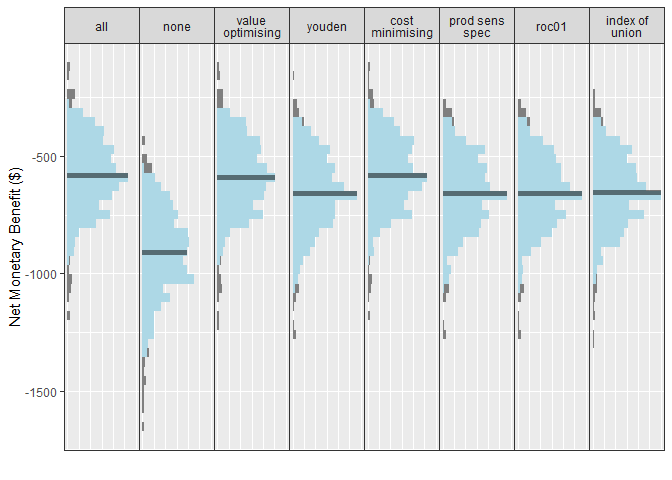 all
none
value
optimising
youden
cost
minimising
prod sens
spec
roc01
index of
union
Net Monetary Benefit ($)
-500
-1000
-1500